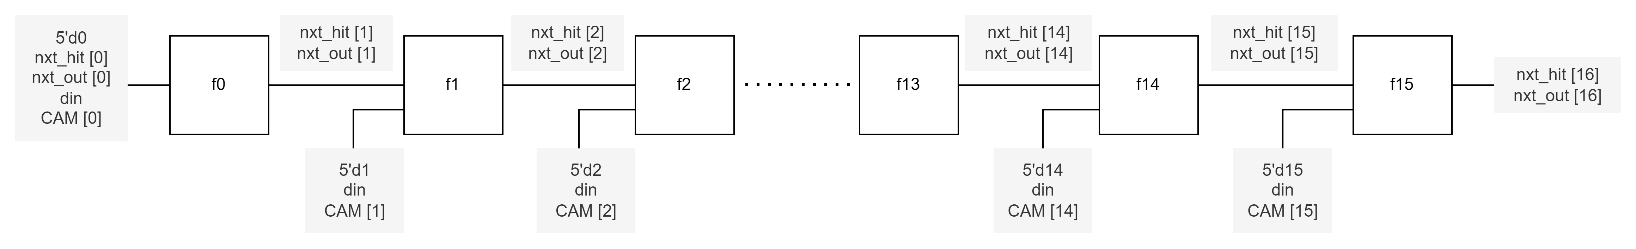 5'd0
nxt_hit [0]
nxt_out [0]
din
CAM [0]
f0
nxt_hit [1]
nxt_out [1]
5'd1
din
CAM [1]
f1
nxt_hit [2]
nxt_out [2]
5'd2
din
CAM [2]
f2
f13
nxt_hit [14]
nxt_out [14]
5'd14
din
CAM [14]
f14
nxt_hit [15]
nxt_out [15]
5'd15
din
CAM [15]
f15
nxt_hit [16]
nxt_out [16]